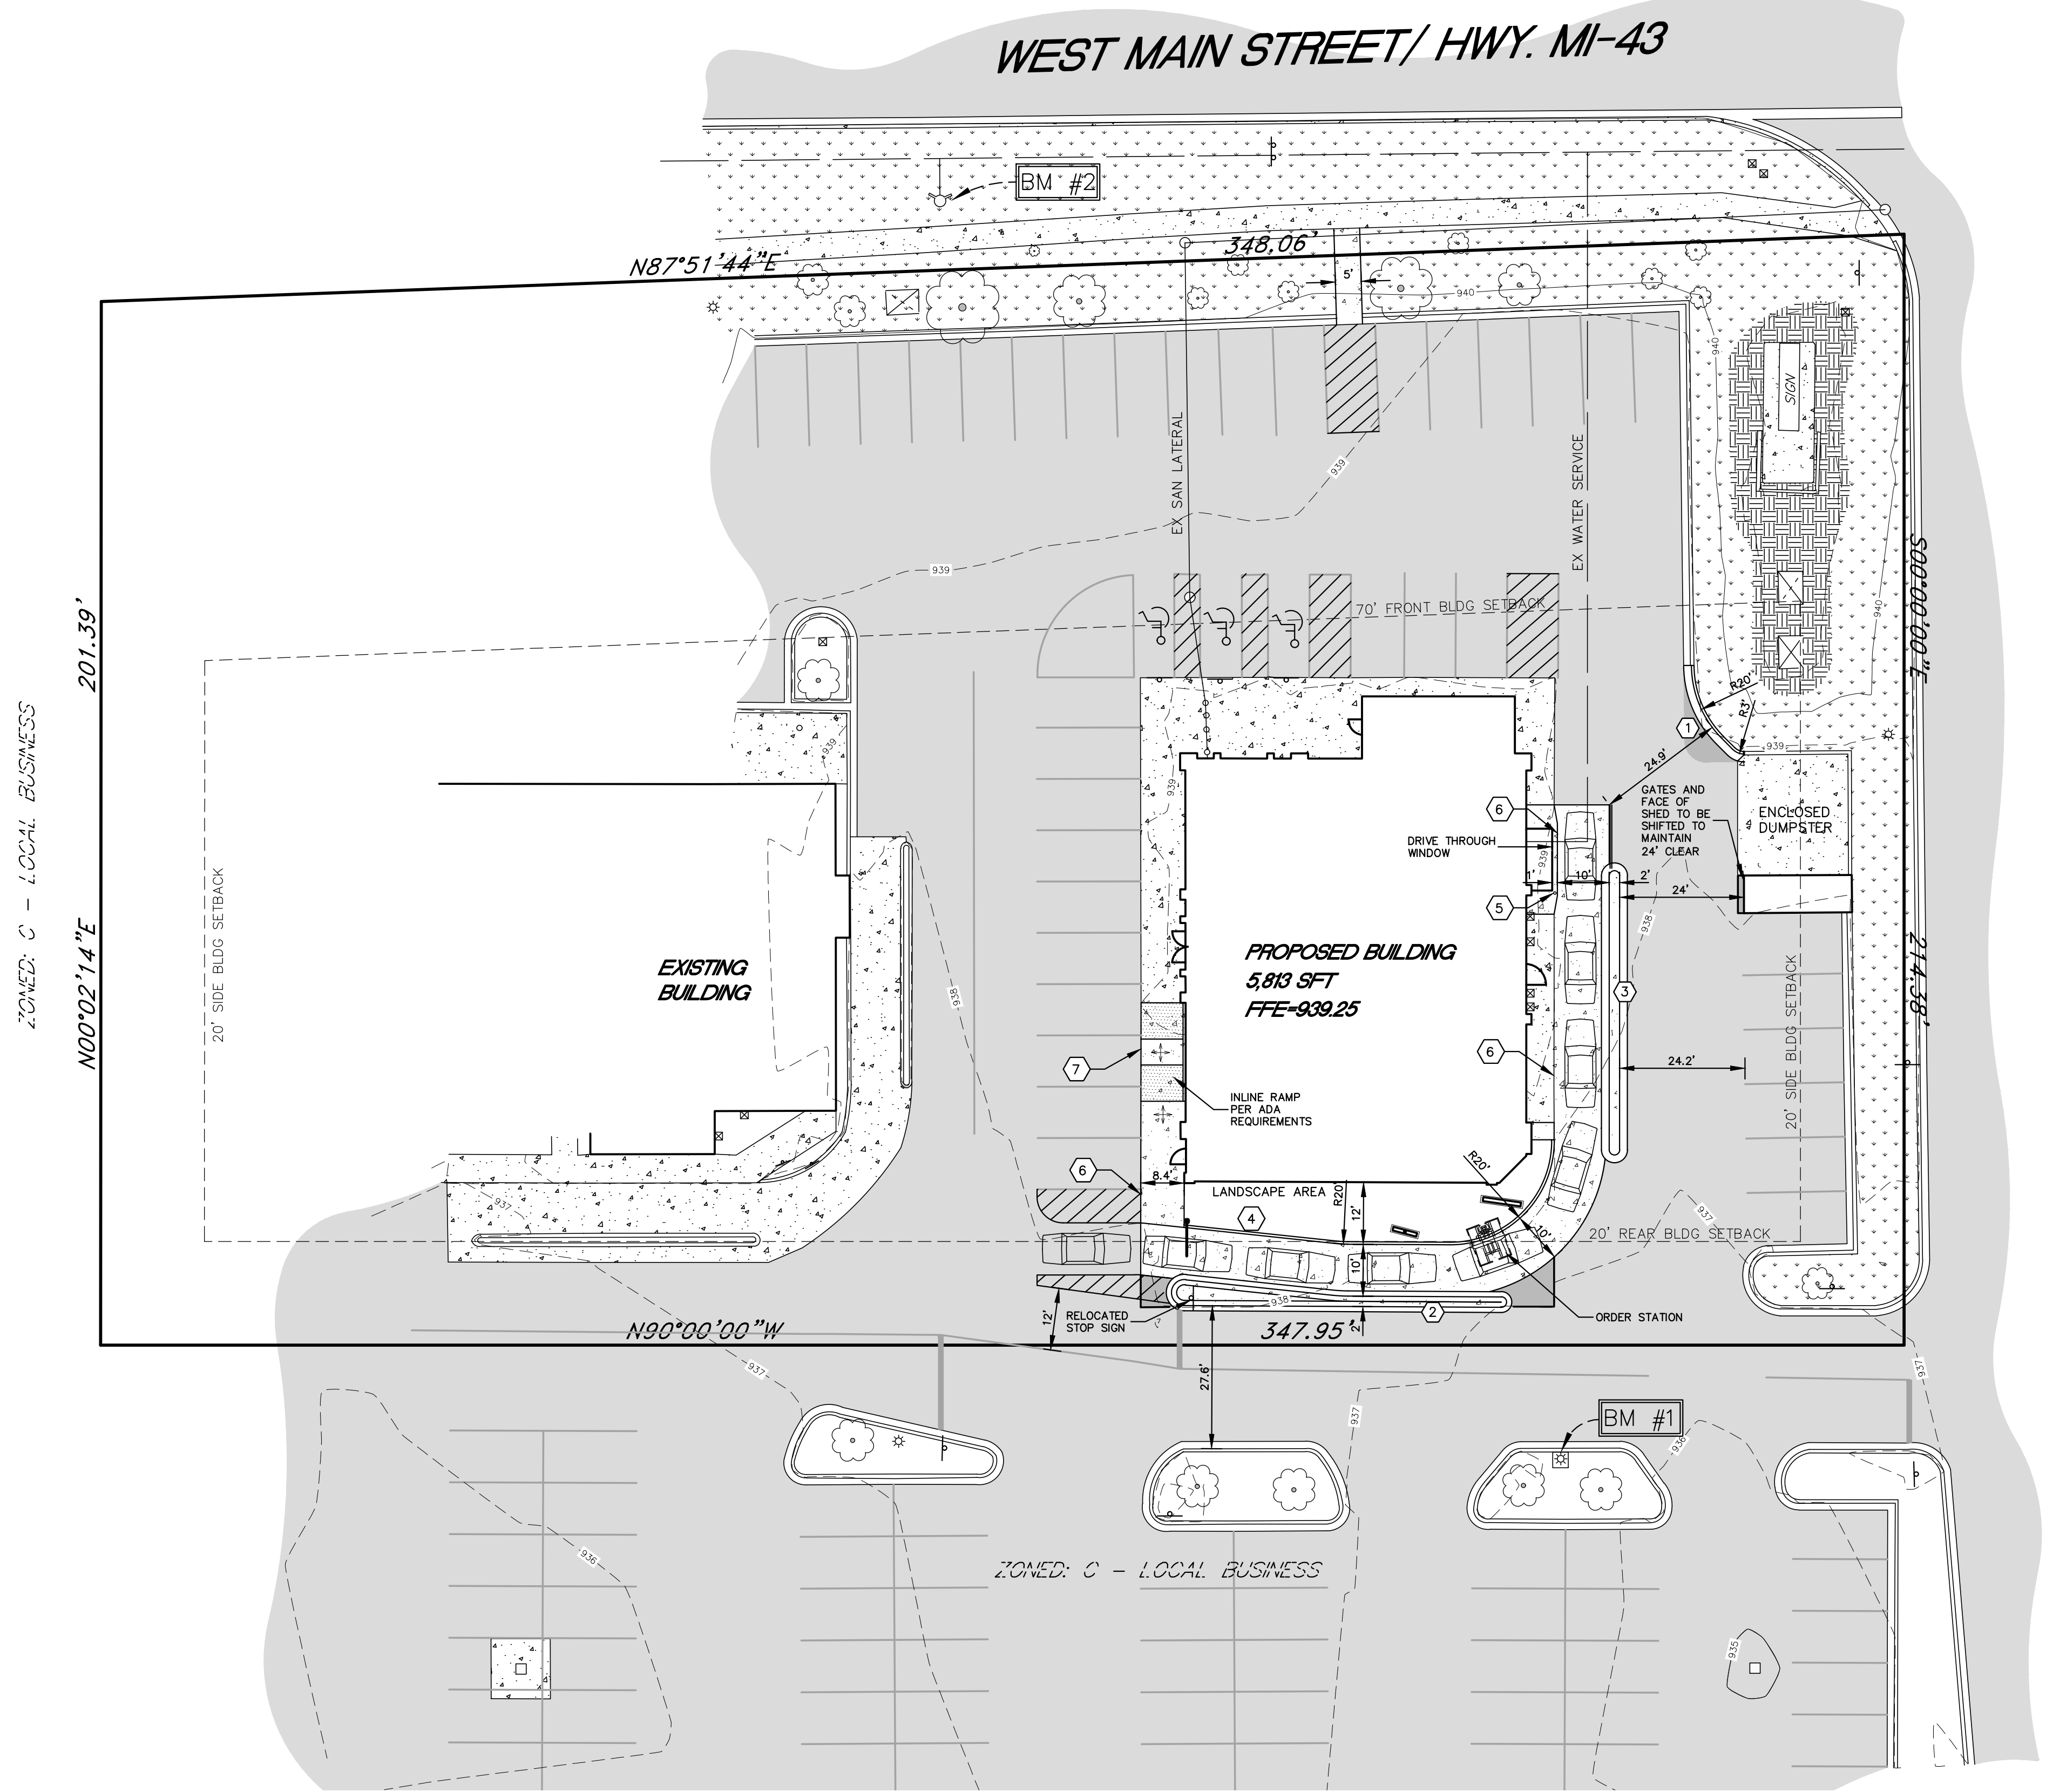 WEST MAIN STREET/ HWY. MI-43
BM #2
N87°51'44"E
348.06'
5'
940
940
SIGN
939
939
EX SAN LATERAL
EX WATER SERVICE
S00°00'00"E
214.38'
940
70' FRONT BLDG SETBACK
201.39'
N00°02'14"E
ZONED: C - LOCAL BUSINESS
20' SIDE BLDG SETBACK
R20'
R3'
1
939
939
939
24.9'
GATES AND
FACE OF
SHED TO BE
SHIFTED TO
MAINTAIN
24' CLEAR
ENCLOSED
DUMPSTER
6
DRIVE THROUGH
WINDOW
939
1'
10'
2'
24'
5
938
EXISTING
BUILDING
PROPOSED BUILDING
5,813 SFT
FFE=939.25
938
3
6
7
24.2'
20' SIDE BLDG SETBACK
INLINE RAMP
PER ADA
REQUIREMENTS
6
8.4'
LANDSCAPE AREA
R20'
R20'
12'
4
937
937
10'
20' REAR BLDG SETBACK
10'
12'
RELOCATED
STOP SIGN
938
2
ORDER STATION
N90°00'00"W
347.95'
2'
27.6'
937
937
937
BM #1
936
936
ZONED: C - LOCAL BUSINESS
935